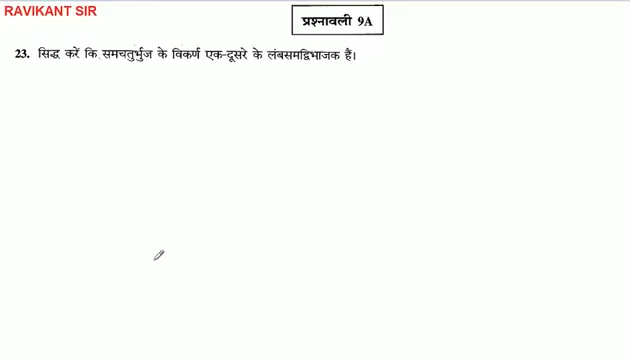 RAVIKANT SIR
प्रश्नावली 9A
23. सिद्ध करें कि समचतुर्भुज के विकर्ण एक-दूसरे के लंबसमद्विभाजक हैं।